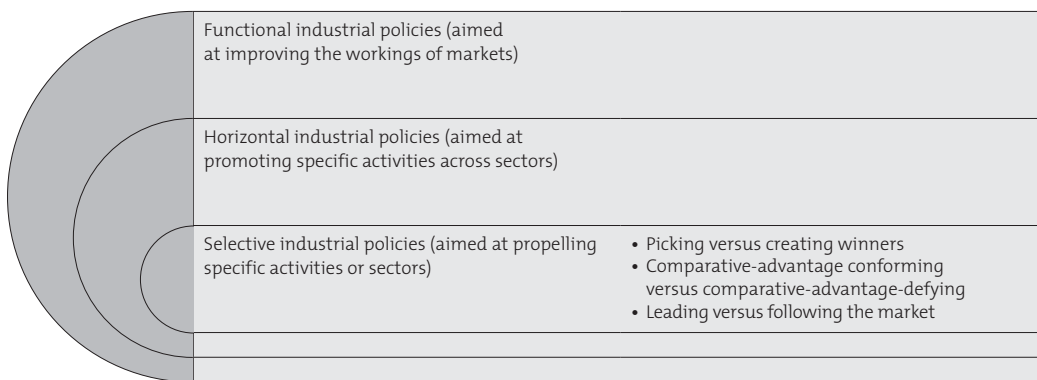 Functional industrial policies (aimed
at improving the workings of markets)
Horizontal industrial policies (aimed at
promoting specific activities across sectors)
Selective industrial policies (aimed at propelling
specific activities or sectors)
• Picking versus creating winners
• Comparative-advantage conforming
versus comparative-advantage-defying
• Leading versus following the market